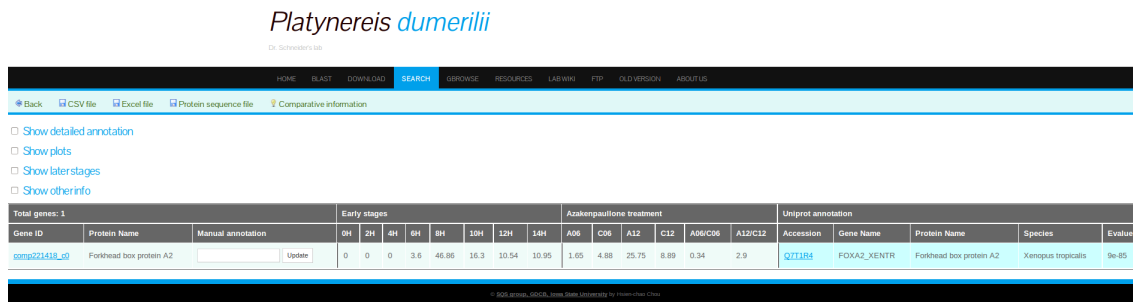 Platynereis dumerilii
Dr. Schneider's lab
HOME BLAST DOWNLOAD SEARCH GBROWSE RESOURCES LAB WIKI FTP OLD VERSION ABOUT US
Back CSV file Excel file Protein sequence file Comparative information
Show detailed annotation
Show plots
Show later stages
Show other info
Total genes: 1 Early stages Azakenpaullone treatment Uniprot annotation
Gene ID Protein Name Manual annotation 0H 2H 4H 6H 8H 10H 12H 14H A06 C06 A12 C12 A06/C06 A12/C12 Accession Gene Name Protein Name Species Evalue
comp221418_c0 Forkhead box protein A2 Update 0 0 0 3.6 46.86 16.3 10.54 10.95 1.65 4.88 25.75 8.89 0.34 2.9 Q7T1R4 FOXA2_XENTR Forkhead box protein A2 Xenopus tropicalis 9e-85
© SQS group, GDCB, Iowa State University by Hsien-chao Chou